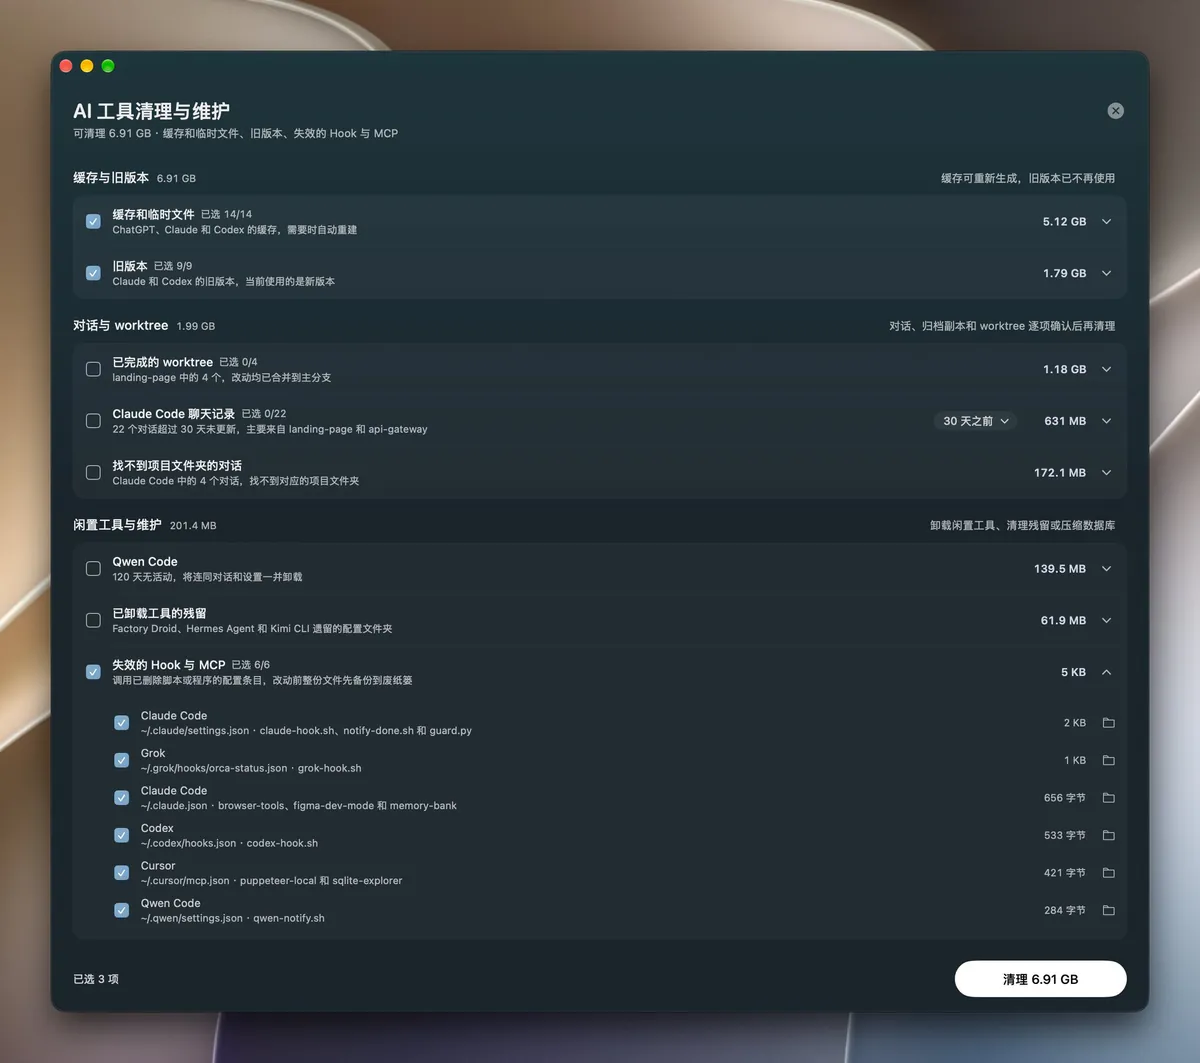 AI 工具清理与维护
可清理 6.91 GB · 缓存和临时文件、旧版本、失效的 Hook 与 MCP
缓存与旧版本 6.91 GB 缓存可重新生成，旧版本已不再使用
缓存和临时文件 已选 14/14
ChatGPT、Claude 和 Codex 的缓存，需要时自动重建
5.12 GB
旧版本 已选 9/9
Claude 和 Codex 的旧版本，当前使用的是新版本
1.79 GB
对话与 worktree 1.99 GB 对话、归档副本和 worktree 逐项确认后再清理
已完成的 worktree 已选 0/4
landing-page 中的 4 个，改动均已合并到主分支
1.18 GB
Claude Code 聊天记录 已选 0/22
22 个对话超过 30 天未更新，主要来自 landing-page 和 api-gateway
30 天之前 631 MB
找不到项目文件夹的对话
Claude Code 中的 4 个对话，找不到对应的项目文件夹
172.1 MB
闲置工具与维护 201.4 MB 卸载闲置工具、清理残留或压缩数据库
Qwen Code
120 天无活动，将连同对话和设置一并卸载
139.5 MB
已卸载工具的残留
Factory Droid、Hermes Agent 和 Kimi CLI 遗留的配置文件夹
61.9 MB
失效的 Hook 与 MCP 已选 6/6
调用已删除脚本或程序的配置条目，改动前整份文件先备份到废纸篓
5 KB
Claude Code
~/.claude/settings.json · claude-hook.sh、notify-done.sh 和 guard.py
2 KB
Grok
~/.grok/hooks/orca-status.json · grok-hook.sh
1 KB
Claude Code
~/.claude.json · browser-tools、figma-dev-mode 和 memory-bank
656 字节
Codex
~/.codex/hooks.json · codex-hook.sh
533 字节
Cursor
~/.cursor/mcp.json · puppeteer-local 和 sqlite-explorer
421 字节
Qwen Code
~/.qwen/settings.json · qwen-notify.sh
284 字节
已选 3 项
清理 6.91 GB